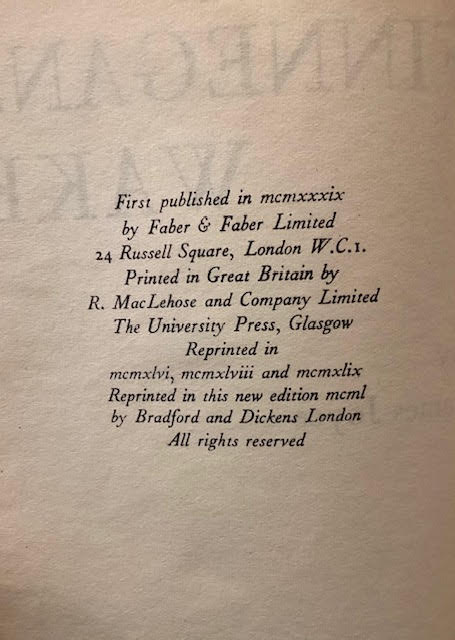 First published in mcmxxxix
by Faber & Faber Limited
24 Russell Square, London W.C.1.
Printed in Great Britain by
R. MacLehose and Company Limited
The University Press, Glasgow
Reprinted in
mcmxlvi, mcmxlviii and mcmxlix
Reprinted in this new edition mcml
by Bradford and Dickens London
All rights reserved